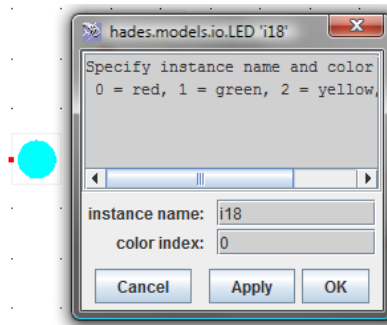 hades.models.io.LED 'i18'
Specify instance name and color
0 = red, 1 = green, 2 = yellow,
instance name: i18
color index: 0
Cancel Apply OK